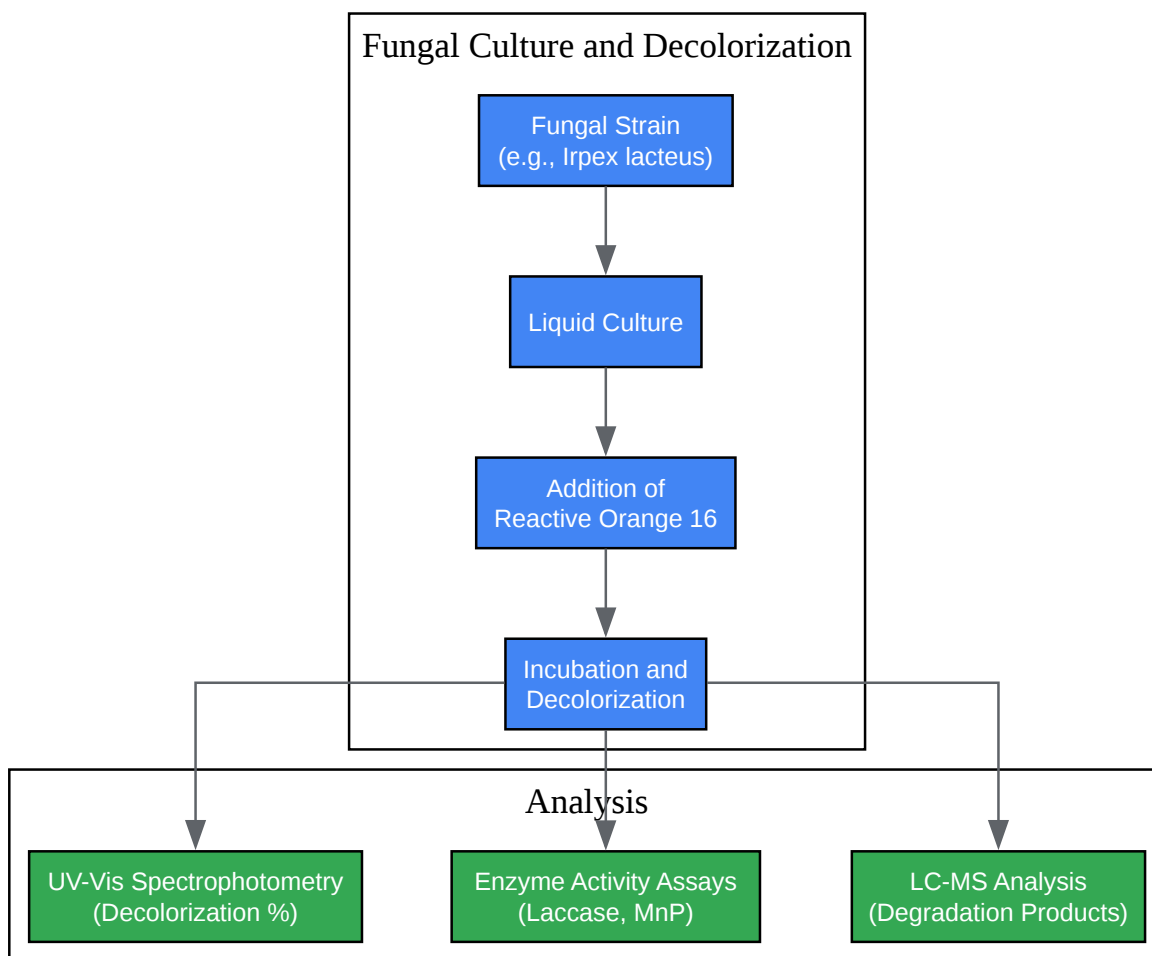 Fungal Culture and Decolorization
Fungal Strain
(e.g., Irpex lacteus)
Liquid Culture
Addition of
Reactive Orange 16
Incubation and
Decolorization
Analysis
UV-Vis Spectrophotometry
(Decolorization %)
Enzyme Activity Assays
(Laccase, MnP)
LC-MS Analysis
(Degradation Products)